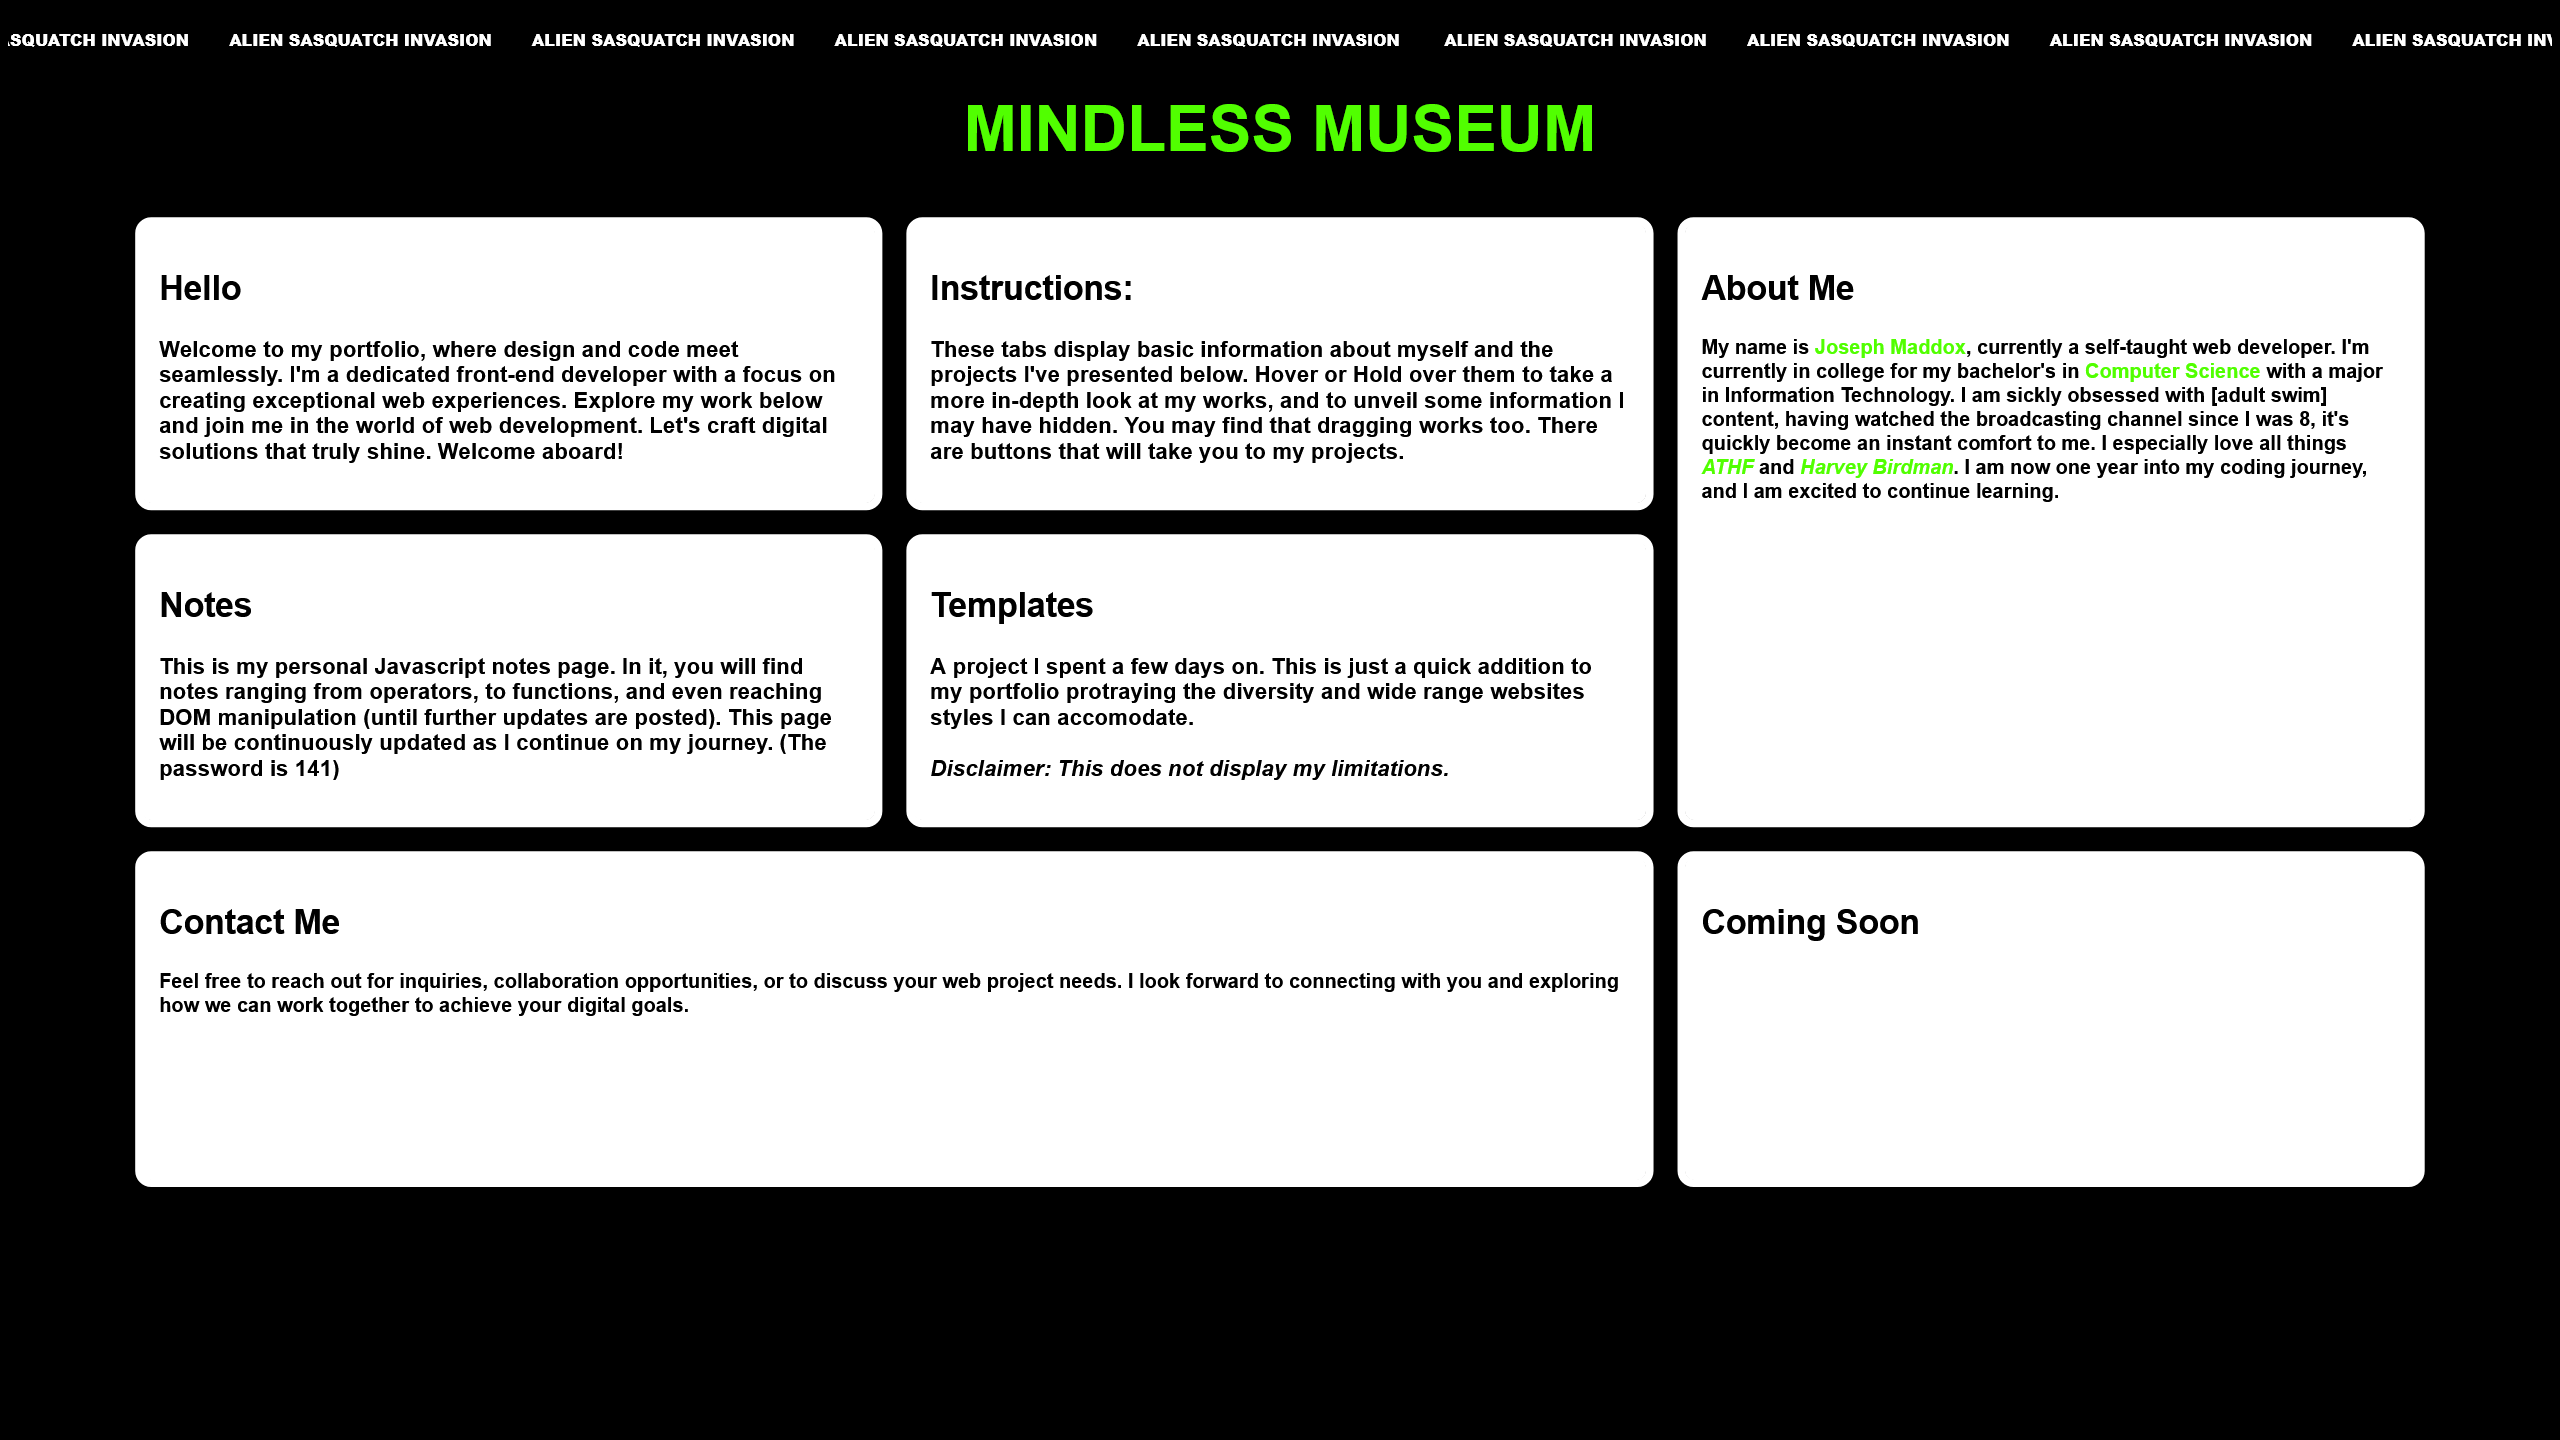 SQUATCH INVASION ALIEN SASQUATCH INVASION ALIEN SASQUATCH INVASION ALIEN SASQUATCH INVASION ALIEN SASQUATCH INVASION ALIEN SASQUATCH INVASION ALIEN SASQUATCH INVASION ALIEN SASQUATCH INVASION ALIEN SASQUATCH INV
MINDLESS MUSEUM
Hello
Welcome to my portfolio, where design and code meet
seamlessly. I'm a dedicated front-end developer with a focus on
creating exceptional web experiences. Explore my work below
and join me in the world of web development. Let's craft digital
solutions that truly shine. Welcome aboard!
Instructions:
These tabs display basic information about myself and the
projects I've presented below. Hover or Hold over them to take a
more in-depth look at my works, and to unveil some information I
may have hidden. You may find that dragging works too. There
are buttons that will take you to my projects.
About Me
My name is Joseph Maddox, currently a self-taught web developer. I'm
currently in college for my bachelor's in Computer Science with a major
in Information Technology. I am sickly obsessed with [adult swim]
content, having watched the broadcasting channel since I was 8, it's
quickly become an instant comfort to me. I especially love all things
ATHF and Harvey Birdman. I am now one year into my coding journey,
and I am excited to continue learning.
Notes
This is my personal Javascript notes page. In it, you will find
notes ranging from operators, to functions, and even reaching
DOM manipulation (until further updates are posted). This page
will be continuously updated as I continue on my journey. (The
password is 141)
Templates
A project I spent a few days on. This is just a quick addition to
my portfolio protraying the diversity and wide range websites
styles I can accomodate.
Disclaimer: This does not display my limitations.
Contact Me
Feel free to reach out for inquiries, collaboration opportunities, or to discuss your web project needs. I look forward to connecting with you and exploring
how we can work together to achieve your digital goals.
Coming Soon